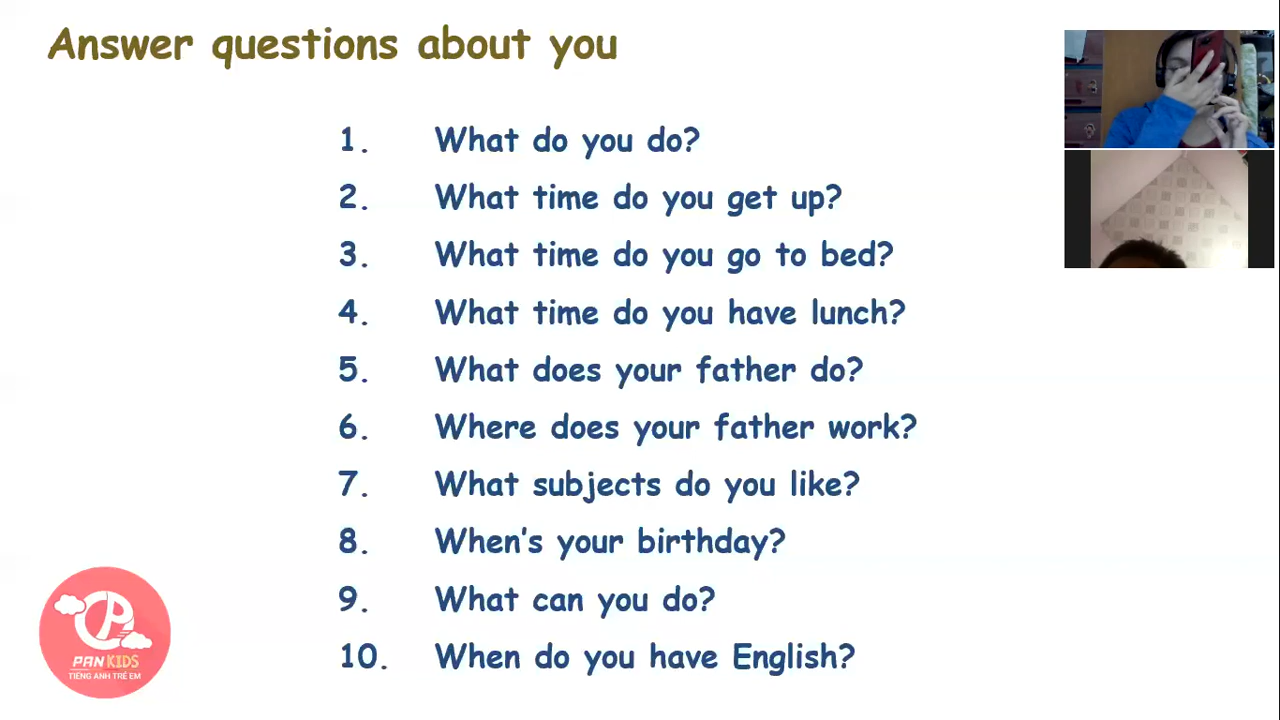 Answer questions about you
1. What do you do?
2. What time do you get up?
3. What time do you go to bed?
4. What time do you have lunch?
5. What does your father do?
6. Where does your father work?
7. What subjects do you like?
8. When's your birthday?
9. What can you do?
10. When do you have English?
PAN KIDS
TIẾNG ANH TRẺ EM